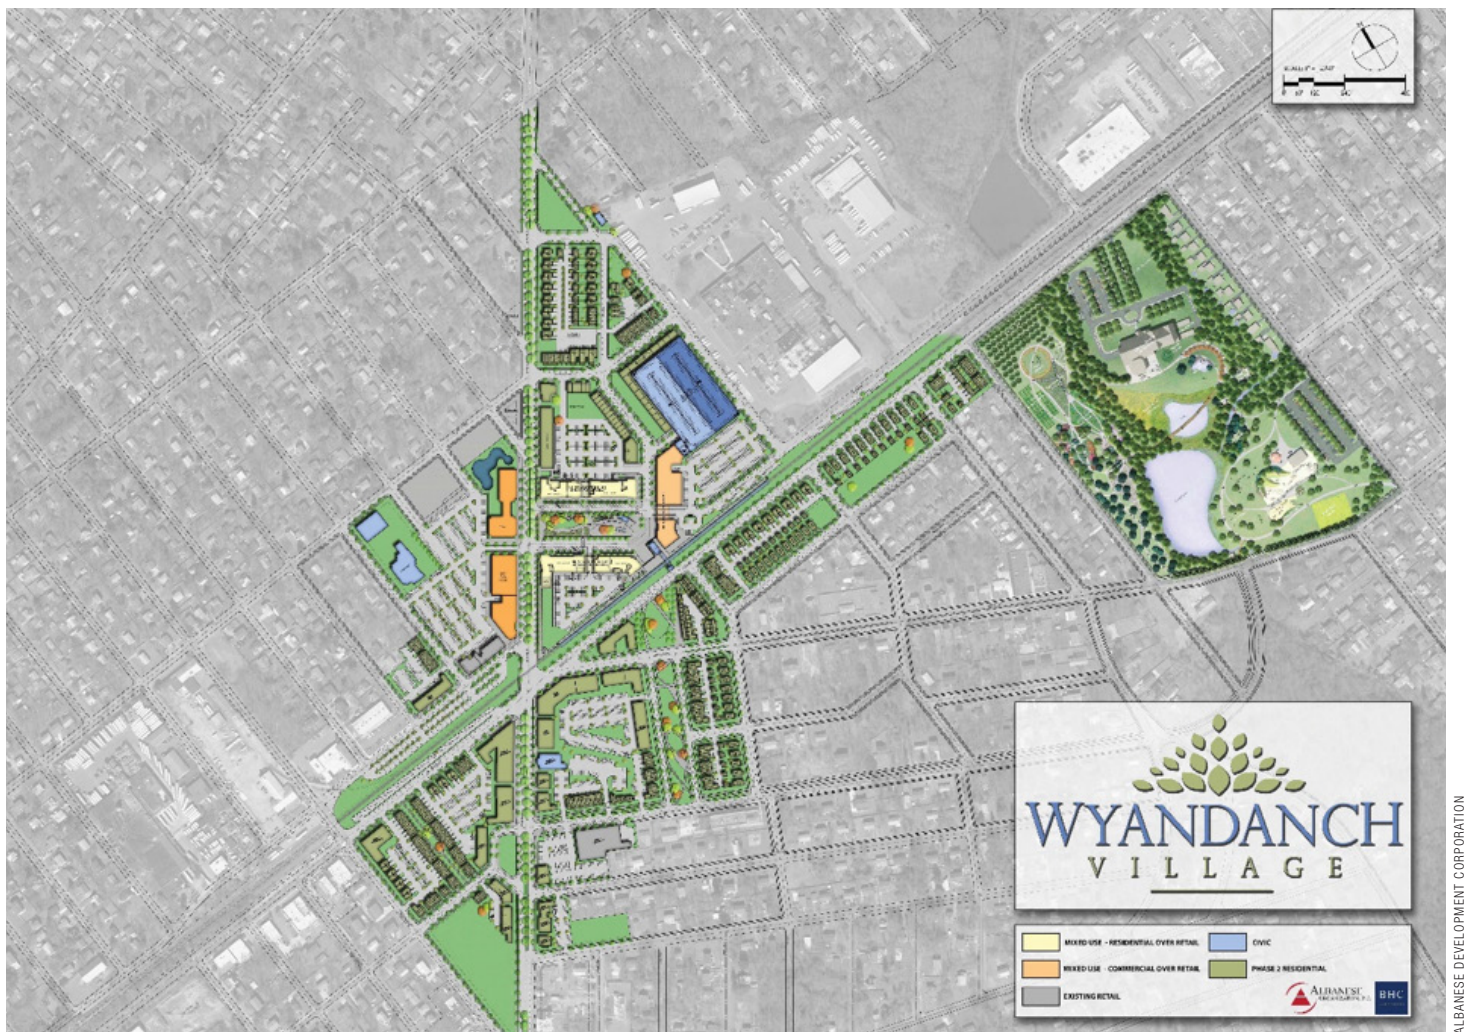 WYANDANCH
VILLAGE
MIXED USE - RESIDENTIAL OVER RETAIL
CIVIC
MIXED USE - COMMERCIAL OVER RETAIL
PHASE 2 RESIDENTIAL
EXISTING RETAIL
ALBANESE
BHC
ALBANESE DEVELOPMENT CORPORATION